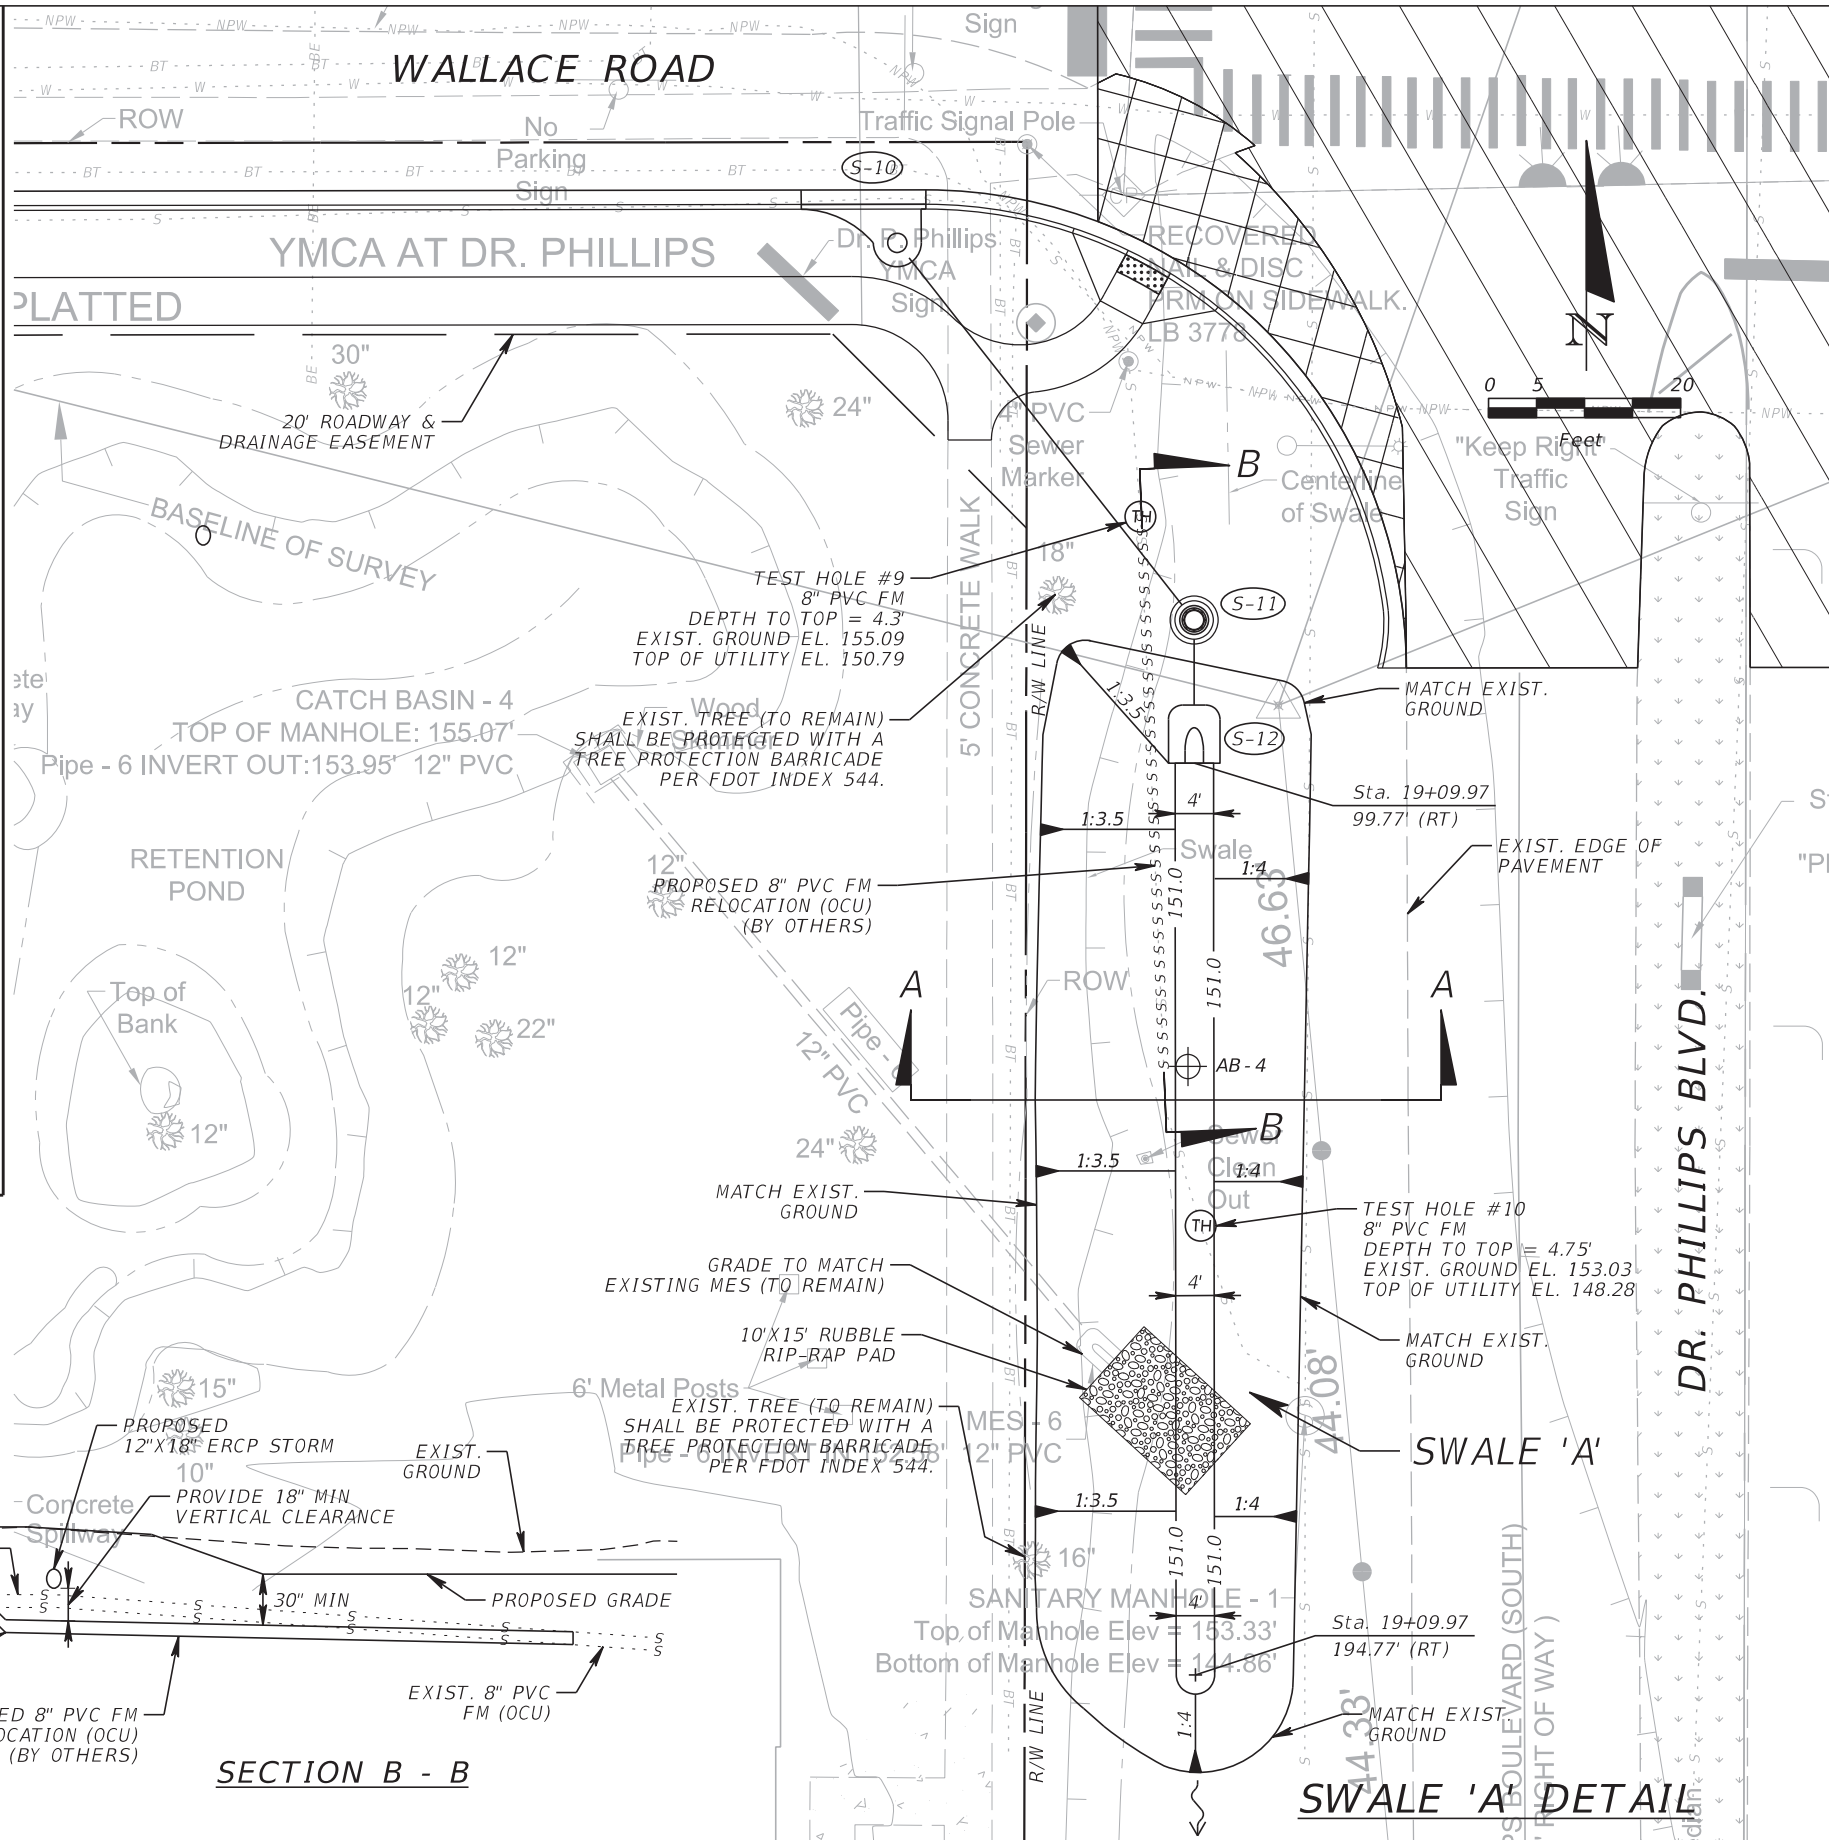 Sign
WALLACE ROAD
ROW
No
Parking
Sign
Traffic Signal Pole
S-10
YMCA AT DR. PHILLIPS
Dr. P. Phillips
YMCA
Sign
RECOVERED
NAIL & DISC
PRM ON SIDEWALK.
LB 3778
PLATTED
N
0 5 20
Feet
30"
24"
20' ROADWAY &
DRAINAGE EASEMENT
4" PVC
Sewer
Marker
B
Centerline
of Swale
"Keep Right"
Traffic
Sign
BASELINE OF SURVEY
TH
18"
5' CONCRETE WALK
TEST HOLE #9
8" PVC FM
DEPTH TO TOP = 4.3'
EXIST. GROUND EL. 155.09
TOP OF UTILITY EL. 150.79
S-11
R/W LINE
CATCH BASIN - 4
TOP OF MANHOLE: 155.07'
Pipe - 6 INVERT OUT:153.95' 12" PVC
Wood
Skimmer
EXIST. TREE (TO REMAIN)
SHALL BE PROTECTED WITH A
TREE PROTECTION BARRICADE
PER FDOT INDEX 544.
1:3.5
MATCH EXIST.
GROUND
S-12
Sta. 19+09.97
99.77' (RT)
4'
1:3.5
Swale
1:4
EXIST. EDGE OF
PAVEMENT
RETENTION
POND
12"
PROPOSED 8" PVC FM
RELOCATION (OCU)
(BY OTHERS)
151.0
46.63'
151.0
A
A
ROW
Top of
Bank
12"
12"
22"
Pipe - 6
12" PVC
AB-4
DR. PHILLIPS BLVD.
12"
24"
B
Sewer
Clean
Out
1:3.5
1:4
MATCH EXIST.
GROUND
TH
TEST HOLE #10
8" PVC FM
DEPTH TO TOP = 4.75'
EXIST. GROUND EL. 153.03
TOP OF UTILITY EL. 148.28
GRADE TO MATCH
EXISTING MES (TO REMAIN)
4'
10'X15' RUBBLE
RIP-RAP PAD
MATCH EXIST.
GROUND
44.08'
15"
6' Metal Posts
EXIST. TREE (TO REMAIN)
SHALL BE PROTECTED WITH A
TREE PROTECTION BARRICADE
PER FDOT INDEX 544.
MES - 6
12" PVC
SWALE 'A'
PROPOSED
12"X18" ERCP STORM
EXIST.
GROUND
10"
PROVIDE 18" MIN
VERTICAL CLEARANCE
Concrete
Spillway
1:3.5
1:4
151.0
151.0
16"
30" MIN
PROPOSED GRADE
SANITARY MANHOLE - 1
Top of Manhole Elev = 153.33'
Bottom of Manhole Elev = 144.86'
4'
Sta. 19+09.97
194.77' (RT)
EXIST. 8" PVC
FM (OCU)
8" PVC FM
(OCU)
(BY OTHERS)
R/W LINE
1:4
MATCH EXIST.
GROUND
44.33'
BOULEVARD (SOUTH)
RIGHT OF WAY )
SECTION B - B
SWALE 'A' DETAIL